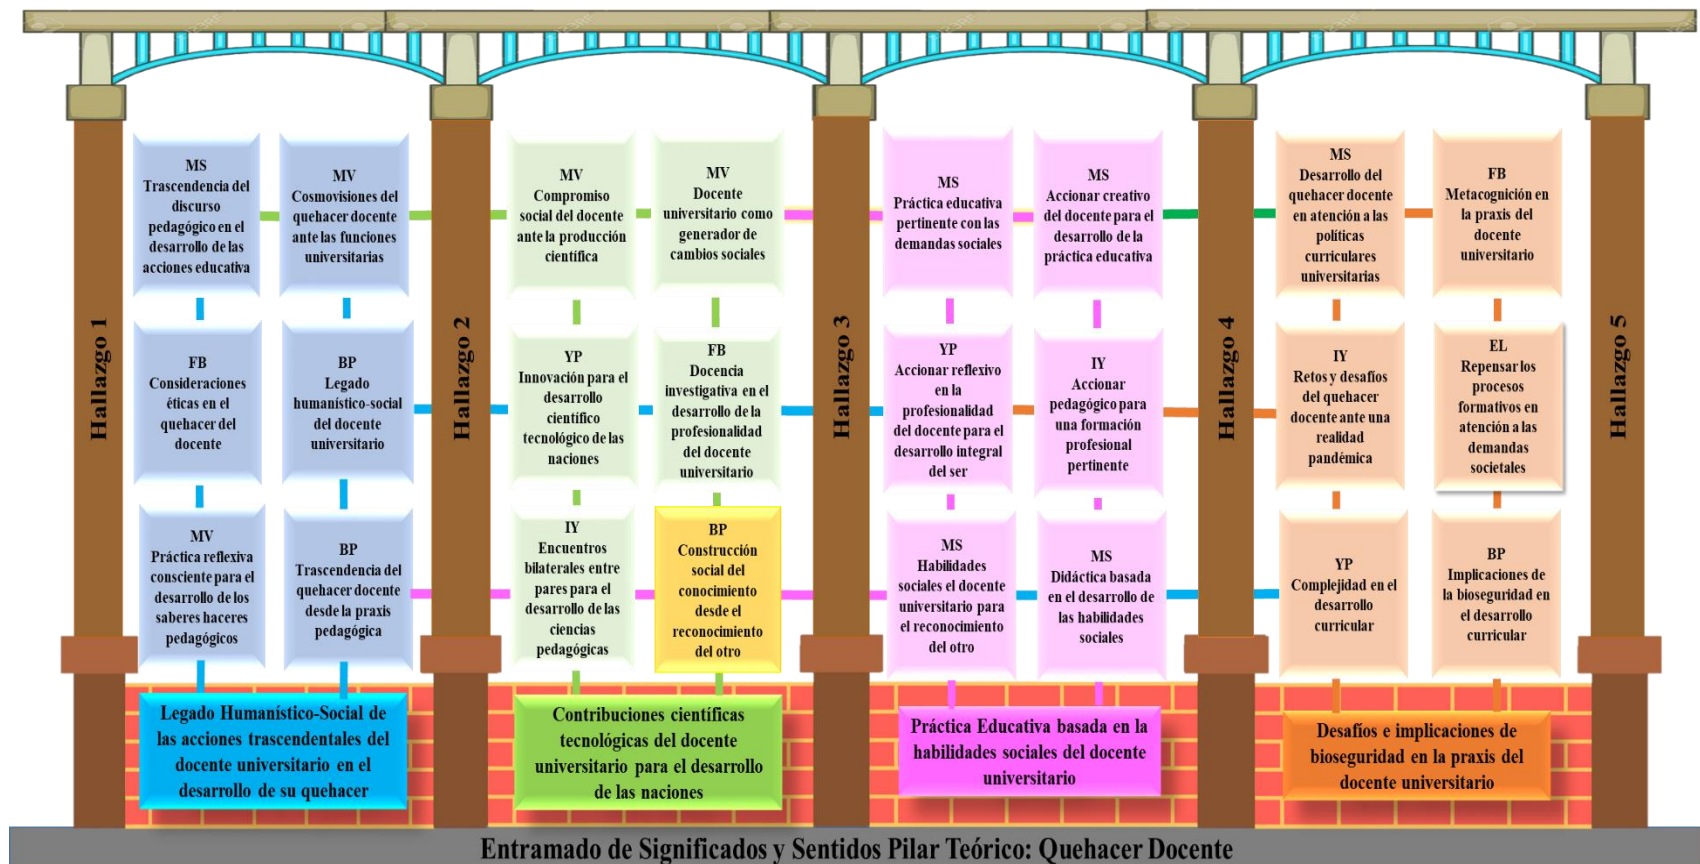 Hallazgo 1
MS
Trascendencia del
discurso
pedagógico en el
desarrollo de las
acciones educativa
MV
Cosmovisiones del
quehacer docente
ante las funciones
universitarias
FB
Consideraciones
éticas en el
quehacer del
docente
BP
Legado
humanístico-social
del docente
universitario
MV
Práctica reflexiva
consciente para el
desarrollo de los
saberes haceres
pedagógicos
BP
Trascendencia del
quehacer docente
desde la praxis
pedagógica
Legado Humanístico-Social de
las acciones trascendentales del
docente universitario en el
desarrollo de su quehacer
Hallazgo 2
MV
Compromiso
social del docente
ante la producción
científica
MV
Docente
universitario como
generador de
cambios sociales
YP
Innovación para el
desarrollo
científico
tecnológico de las
naciones
FB
Docencia
investigativa en el
desarrollo de la
profesionalidad
del docente
universitario
IY
Encuentros
bilaterales entre
pares para el
desarrollo de las
ciencias
pedagógicas
BP
Construcción
social del
conocimiento
desde el
reconocimiento
del otro
Contribuciones científicas
tecnológicas del docente
universitario para el desarrollo
de las naciones
Hallazgo 3
MS
Práctica educativa
pertinente con las
demandas sociales
MS
Accionar creativo
del docente para el
desarrollo de la
práctica educativa
YP
Accionar reflexivo
en la
profesionalidad
del docente para el
desarrollo integral
del ser
IY
Accionar
pedagógico para
una formación
profesional
pertinente
MS
Habilidades
sociales el docente
universitario para
el reconocimiento
del otro
MS
Didáctica basada
en el desarrollo de
las habilidades
sociales
Práctica Educativa basada en la
habilidades sociales del docente
universitario
Hallazgo 4
MS
Desarrollo del
quehacer docente
en atención a las
políticas
curriculares
universitarias
FB
Metacognición en
la praxis del
docente
universitario
IY
Retos y desafíos
del quehacer
docente ante una
realidad
pandémica
EL
Repensar los
procesos
formativos en
atención a las
demandas
societales
YP
Complejidad en el
desarrollo
curricular
BP
Implicaciones de
la bioseguridad en
el desarrollo
curricular
Desafíos e implicaciones de
bioseguridad en la praxis del
docente universitario
Hallazgo 5
Entramado de Significados y Sentidos Pilar Teórico: Quehacer Docente